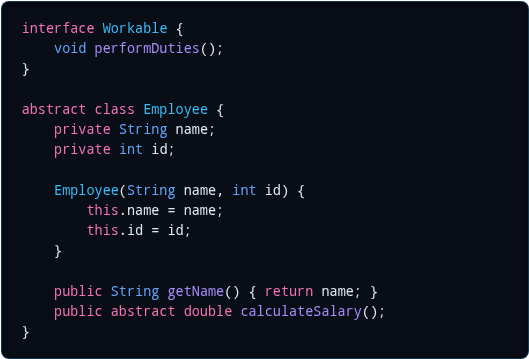 interface Workable {
    void performDuties();
}

abstract class Employee {
    private String name;
    private int id;

    Employee(String name, int id) {
        this.name = name;
        this.id = id;
    }

    public String getName() { return name; }
    public abstract double calculateSalary();
}